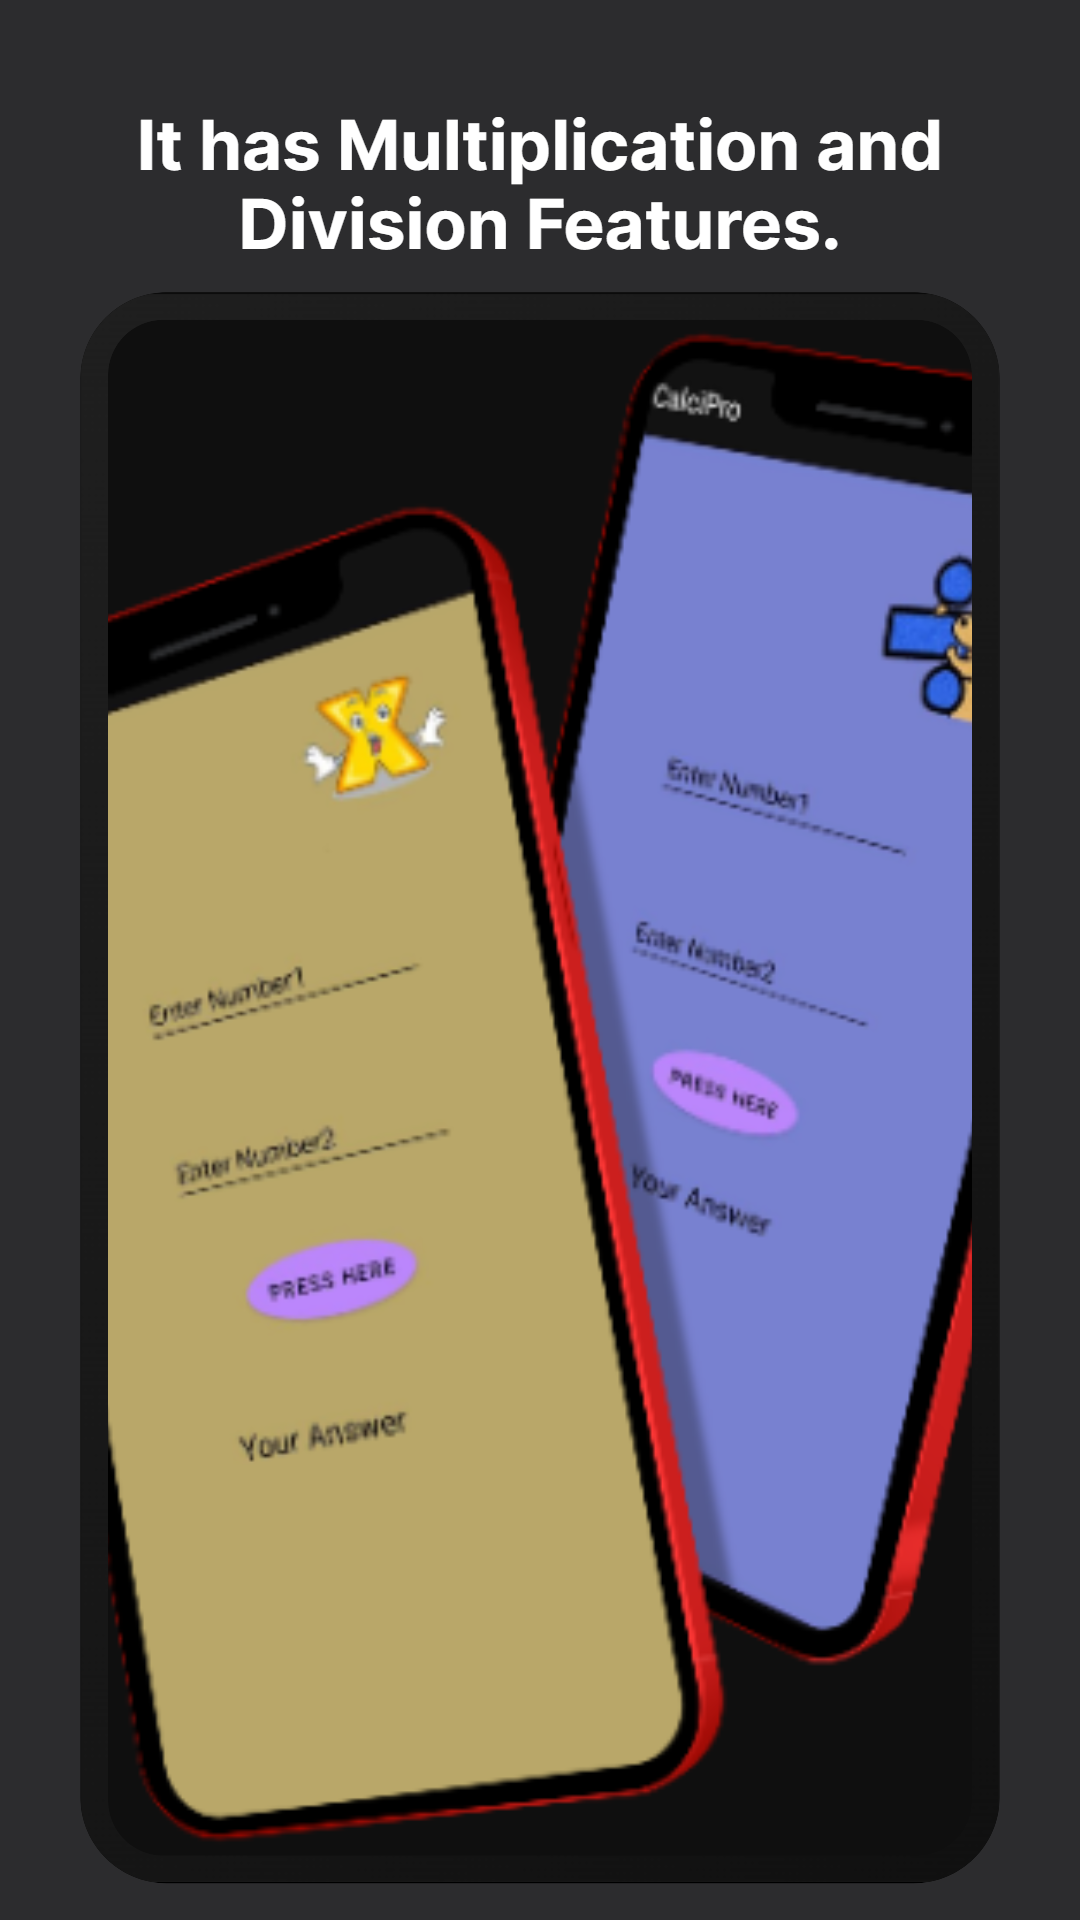 It has Multiplication and
Division Features.
CalciPro
Enter Number1
Enter Number2
PRESS HERE
Your Answer
Enter Number1
Enter Number2
PRESS HERE
Your Answer